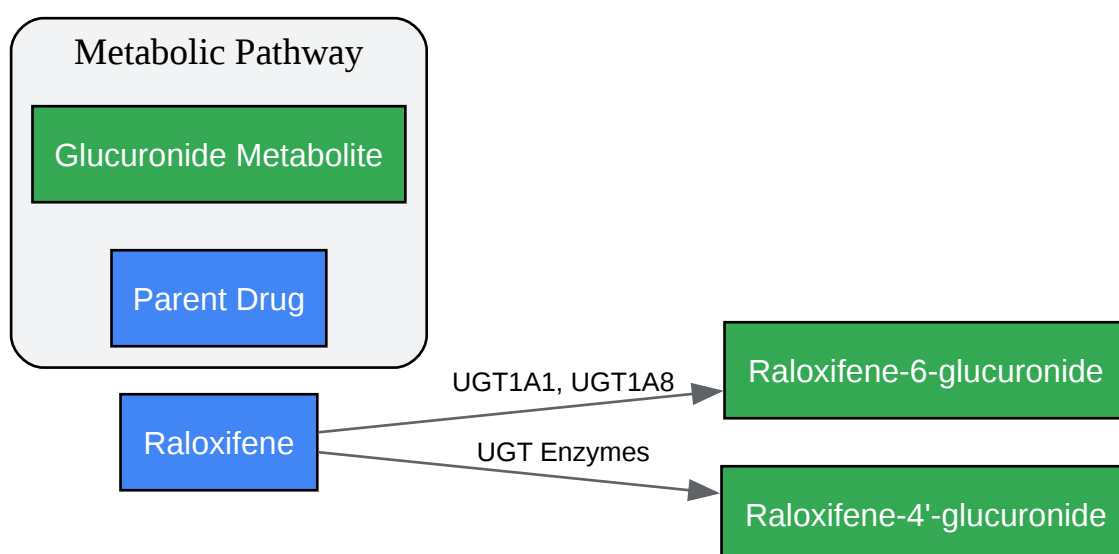 Metabolic Pathway
Glucuronide Metabolite
Parent Drug
Raloxifene
UGT1A1, UGT1A8
UGT Enzymes
Raloxifene-6-glucuronide
Raloxifene-4'-glucuronide